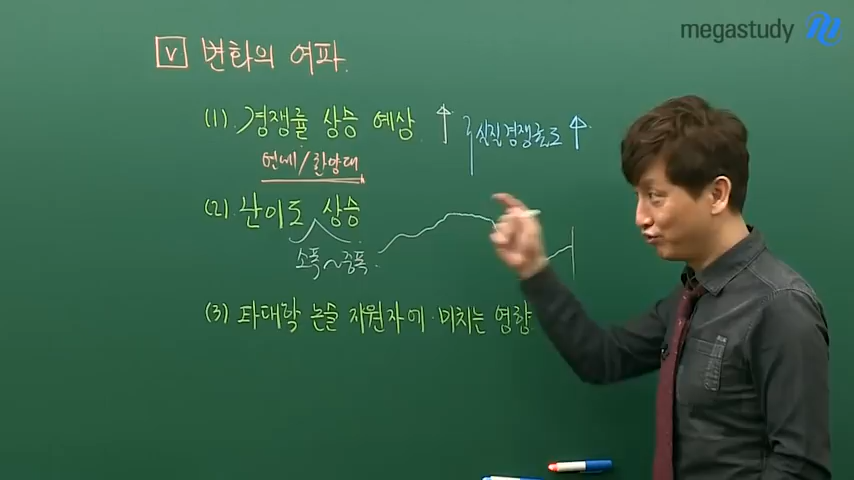 megastudy
V 변화의 여파.
(1). 경쟁률 상승 예상. ↑ 실질경쟁률도 ↑
연세/한양대
(2). 난이도 상승
소폭~중폭.
(3) 타대학 논술 지원자에 미치는 영향.